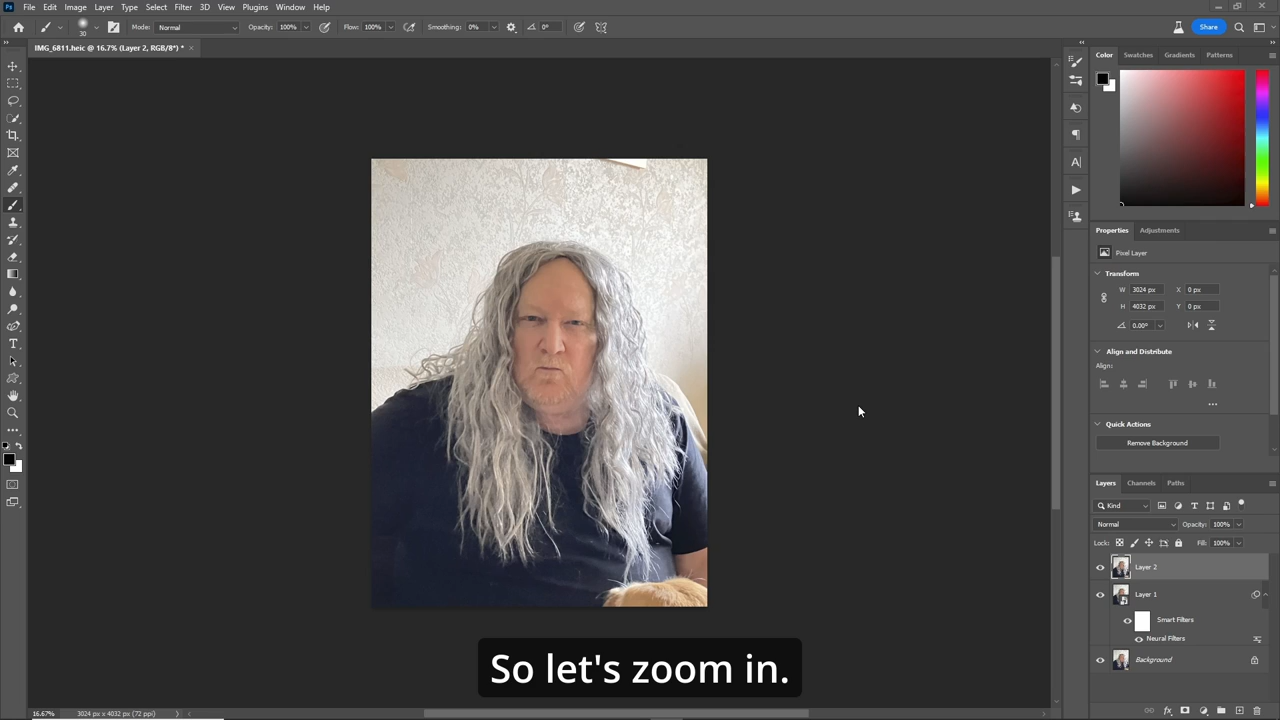 Ps File Edit Image Layer Type Select Filter 3D View Plugins Window Help
30 Mode: Normal Opacity: 100% Flow: 100% Smoothing: 0% 0° Share
IMG_6811.heic @ 16.7% (Layer 2, RGB/8*) * ×
Color Swatches Gradients Patterns
Properties Adjustments
Pixel Layer
Transform
W 3024 px X 0 px
H 4032 px Y 0 px
0.00°
Align and Distribute
Align:
Quick Actions
Remove Background
Layers Channels Paths
Kind
Normal Opacity: 100%
Lock: Fill: 100%
Layer 2
Layer 1
Smart Filters
Neural Filters
Background
So let's zoom in.
16.67% 3024 px x 4032 px (72 ppi)